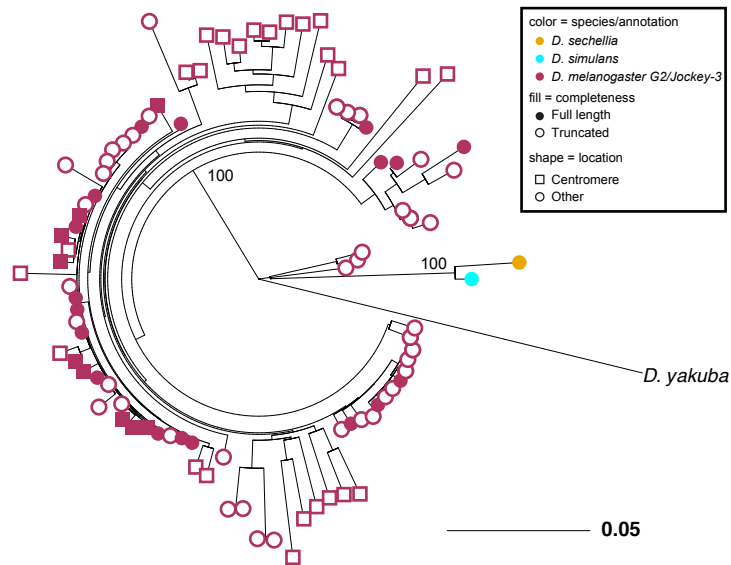 color = species/annotation
D. sechellia
D. simulans
D. melanogaster G2/Jockey-3
fill = completeness
Full length
Truncated
shape = location
Centromere
Other
100
100
D. yakuba
0.05